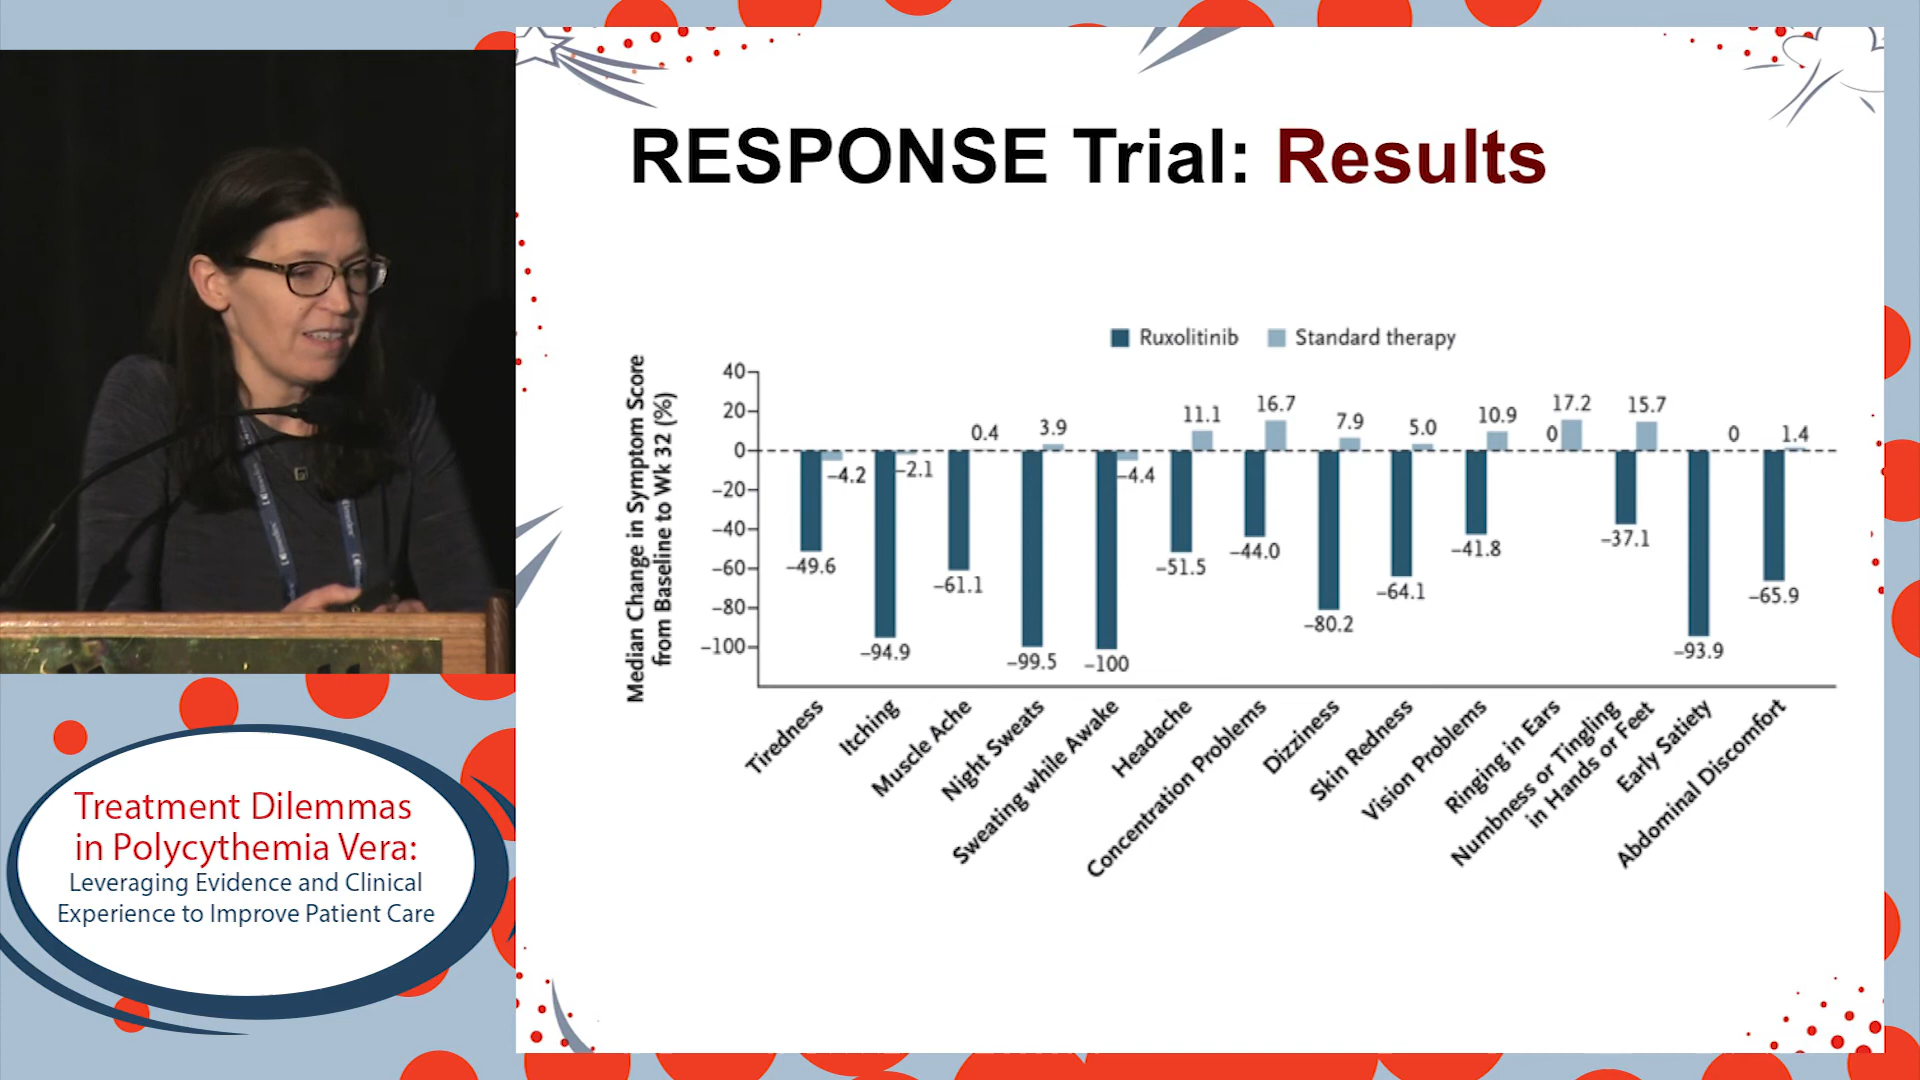 RESPONSE Trial: Results
Ruxolitinib
Standard therapy
Median Change in Symptom Score
from Baseline to Wk 32 (%)
40
20
0
–20
–40
–60
–80
–100
–49.6
–4.2
–94.9
–2.1
–61.1
0.4
–99.5
3.9
–100
–4.4
–51.5
11.1
–44.0
16.7
–80.2
7.9
–64.1
5.0
–41.8
10.9
0
17.2
–37.1
15.7
–93.9
0
–65.9
1.4
Tiredness
Itching
Muscle Ache
Night Sweats
Sweating while Awake
Headache
Concentration Problems
Dizziness
Skin Redness
Vision Problems
Ringing in Ears
Numbness or Tingling
in Hands or Feet
Early Satiety
Abdominal Discomfort
Treatment Dilemmas
in Polycythemia Vera:
Leveraging Evidence and Clinical
Experience to Improve Patient Care